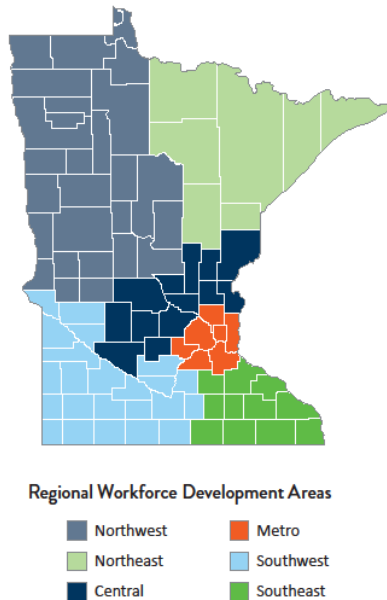 Regional Workforce Development Areas
Northwest
Metro
Northeast
Southwest
Central
Southeast